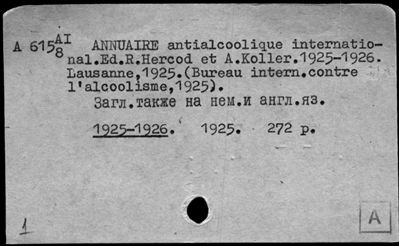 A 615 AI/8 ANNUAIRE antialcoolique internatio-
nal.Ed.R.Hercod et A.Koller.1925-1926.
Lausanne,1925.(Bureau intern.contre
l'alcoolisme,1925).
Загл.также на нем.и англ.яз.
1925-1926. 1925. 272 p.
1
A